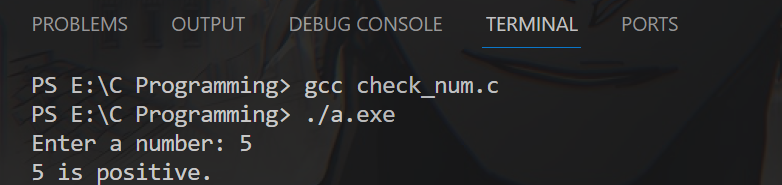 PROBLEMS OUTPUT DEBUG CONSOLE TERMINAL PORTS
PS E:\C Programming> gcc check_num.c
PS E:\C Programming> ./a.exe
Enter a number: 5
5 is positive.